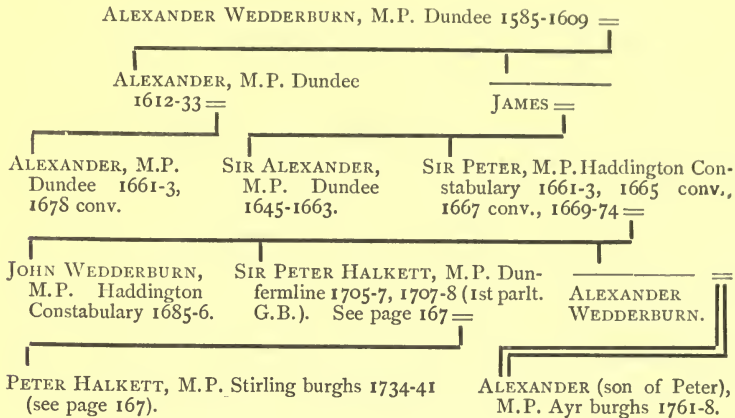 ALEXANDER WEDDERBURN, M.P. Dundee 1585-1609 =
ALEXANDER, M.P. Dundee
1612-33 =
JAMES =
ALEXANDER, M.P.
Dundee 1661-3,
1678 conv.
SIR ALEXANDER,
M.P. Dundee
1645-1663.
SIR PETER, M.P. Haddington Con-
stabulary 1661-3, 1665 conv.,
1667 conv., 1669-74 =
JOHN WEDDERBURN,
M.P. Haddington
Constabulary 1685-6.
SIR PETER HALKETT, M.P. Dun-
fermline 1705-7, 1707-8 (1st parlt.
G.B.). See page 167 =
ALEXANDER
WEDDERBURN.
=
PETER HALKETT, M.P. Stirling burghs 1734-41
(see page 167).
ALEXANDER (son of Peter),
M.P. Ayr burghs 1761-8.